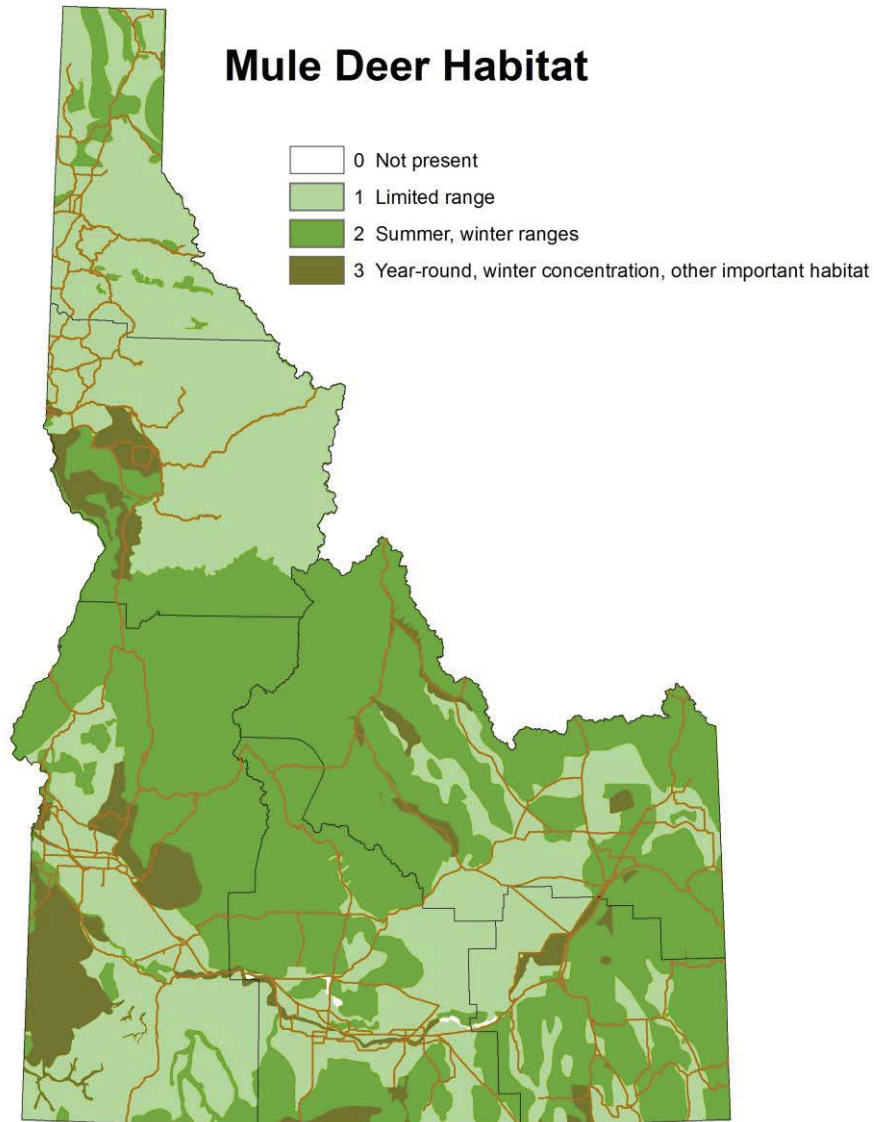 Mule Deer Habitat
0 Not present
1 Limited range
2 Summer, winter ranges
3 Year-round, winter concentration, other important habitat